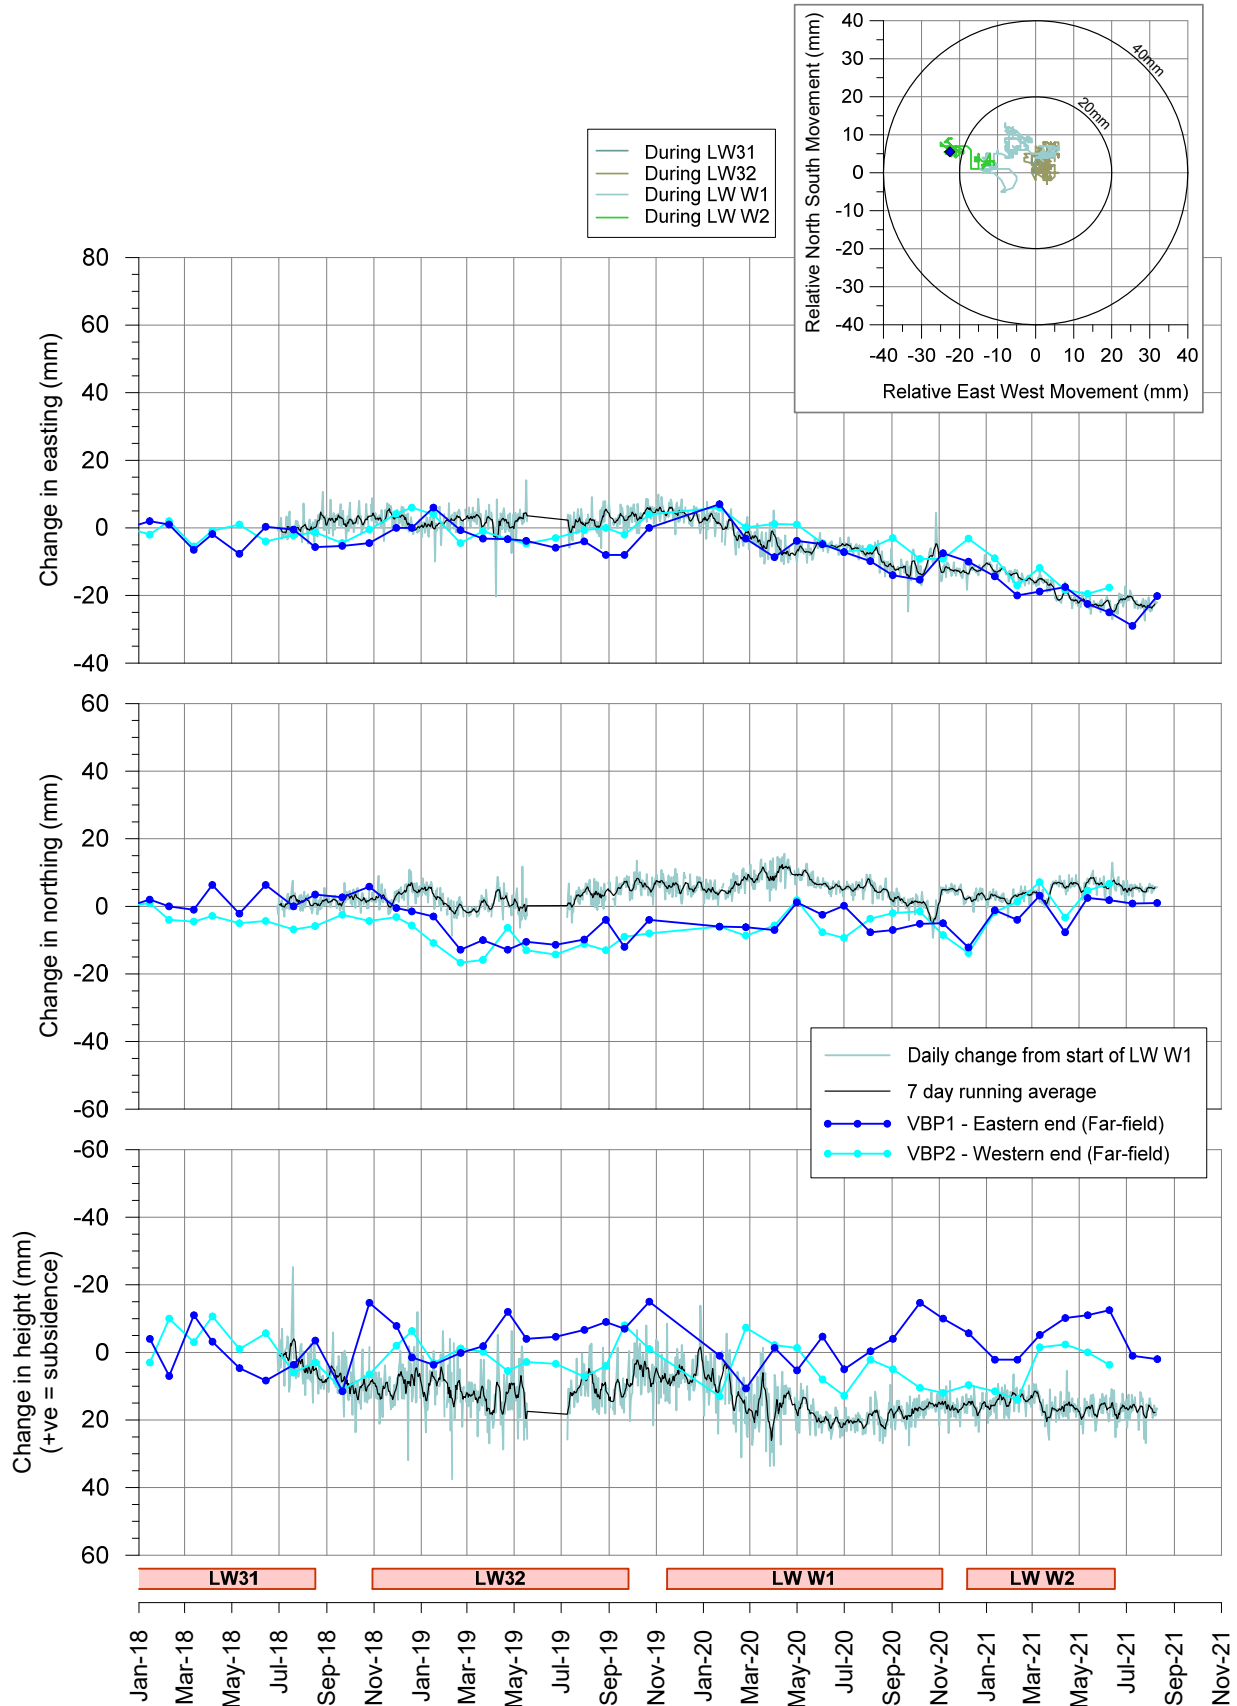 40
30
20
10
0
-10
-20
-30
-40
Relative North South Movement (mm)
40mm
20mm
-40 -30 -20 -10 0 10 20 30 40
Relative East West Movement (mm)
During LW31
During LW32
During LW W1
During LW W2
80
60
40
20
0
-20
-40
Change in easting (mm)
60
40
20
0
-20
-40
-60
Change in northing (mm)
Daily change from start of LW W1
7 day running average
VBP1 - Eastern end (Far-field)
VBP2 - Western end (Far-field)
-60
-40
-20
0
20
40
60
Change in height (mm)
(+ve = subsidence)
LW31 LW32 LW W1 LW W2
Jan-18 Mar-18 May-18 Jul-18 Sep-18 Nov-18 Jan-19 Mar-19 May-19 Jul-19 Sep-19 Nov-19 Jan-20 Mar-20 May-20 Jul-20 Sep-20 Nov-20 Jan-21 Mar-21 May-21 Jul-21 Sep-21 Nov-21